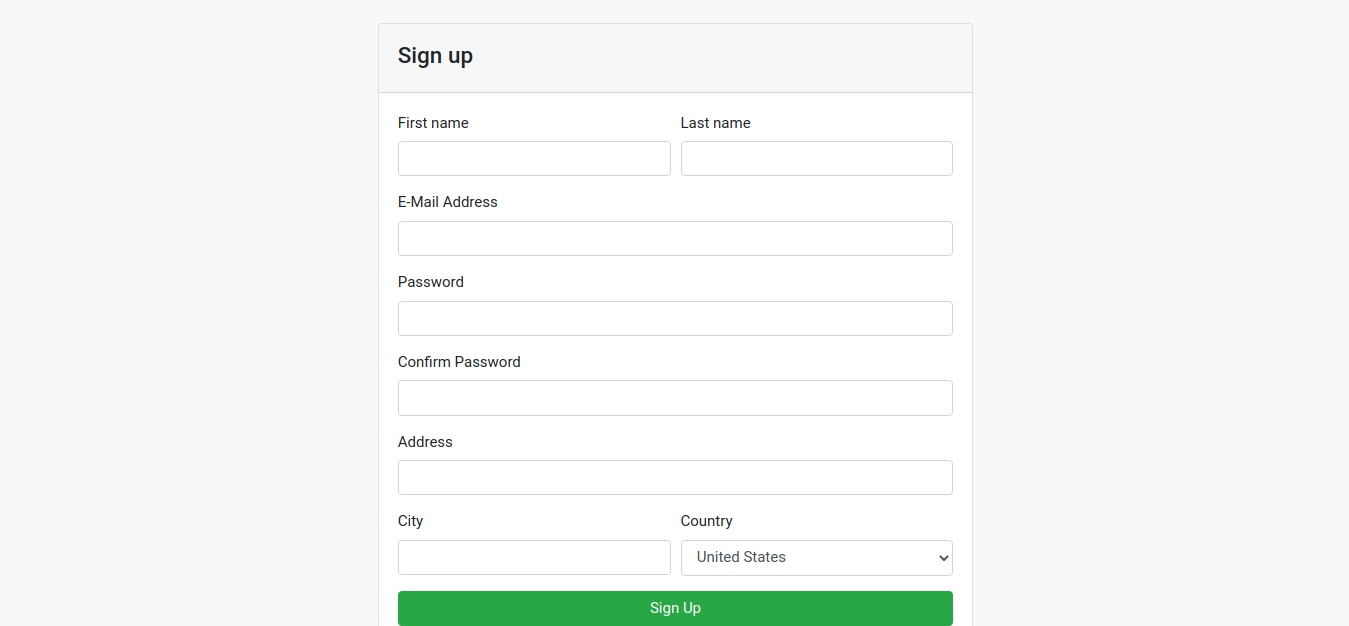 Sign up
First name Last name
E-Mail Address
Password
Confirm Password
Address
City Country
United States
Sign Up